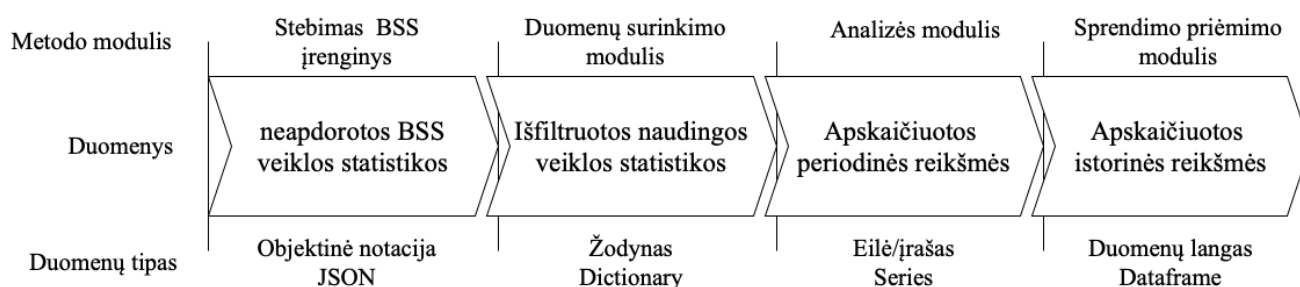 Metodo modulis
Stebimas BSS
įrenginys
Duomenų surinkimo
modulis
Analizės modulis
Sprendimo priėmimo
modulis
Duomenys
neapdorotos BSS
veiklos statistikos
Išfiltruotos naudingos
veiklos statistikos
Apskaičiuotos
periodinės reikšmės
Apskaičiuotos
istorinės reikšmės
Duomenų tipas
Objektinė notacija
JSON
Žodynas
Dictionary
Eilė/įrašas
Series
Duomenų langas
Dataframe